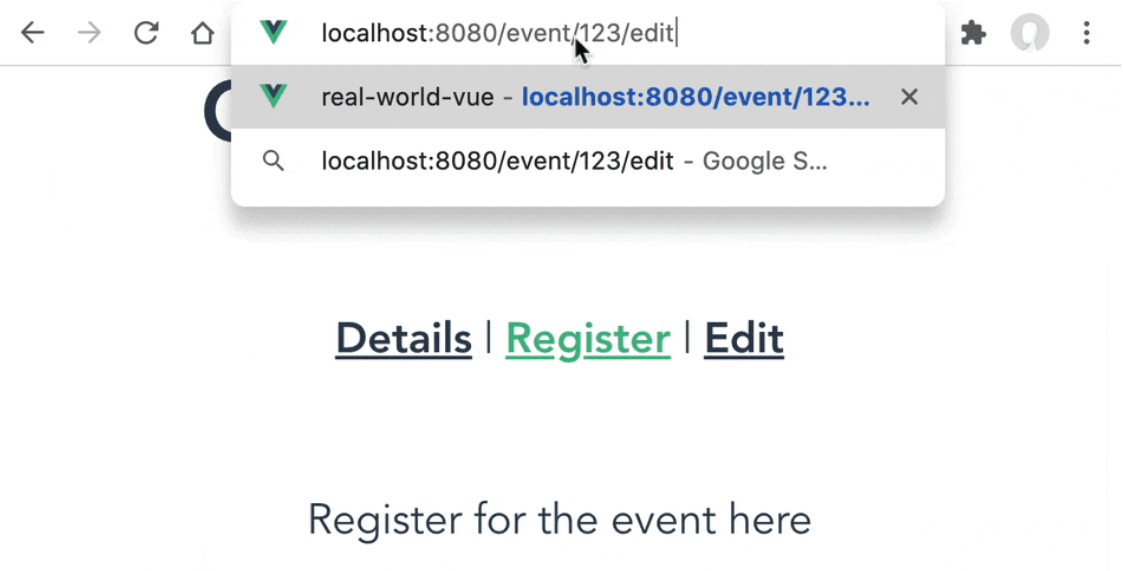 localhost:8080/event/123/edit
real-world-vue - localhost:8080/event/123...
localhost:8080/event/123/edit - Google S...
Details | Register | Edit
Register for the event here